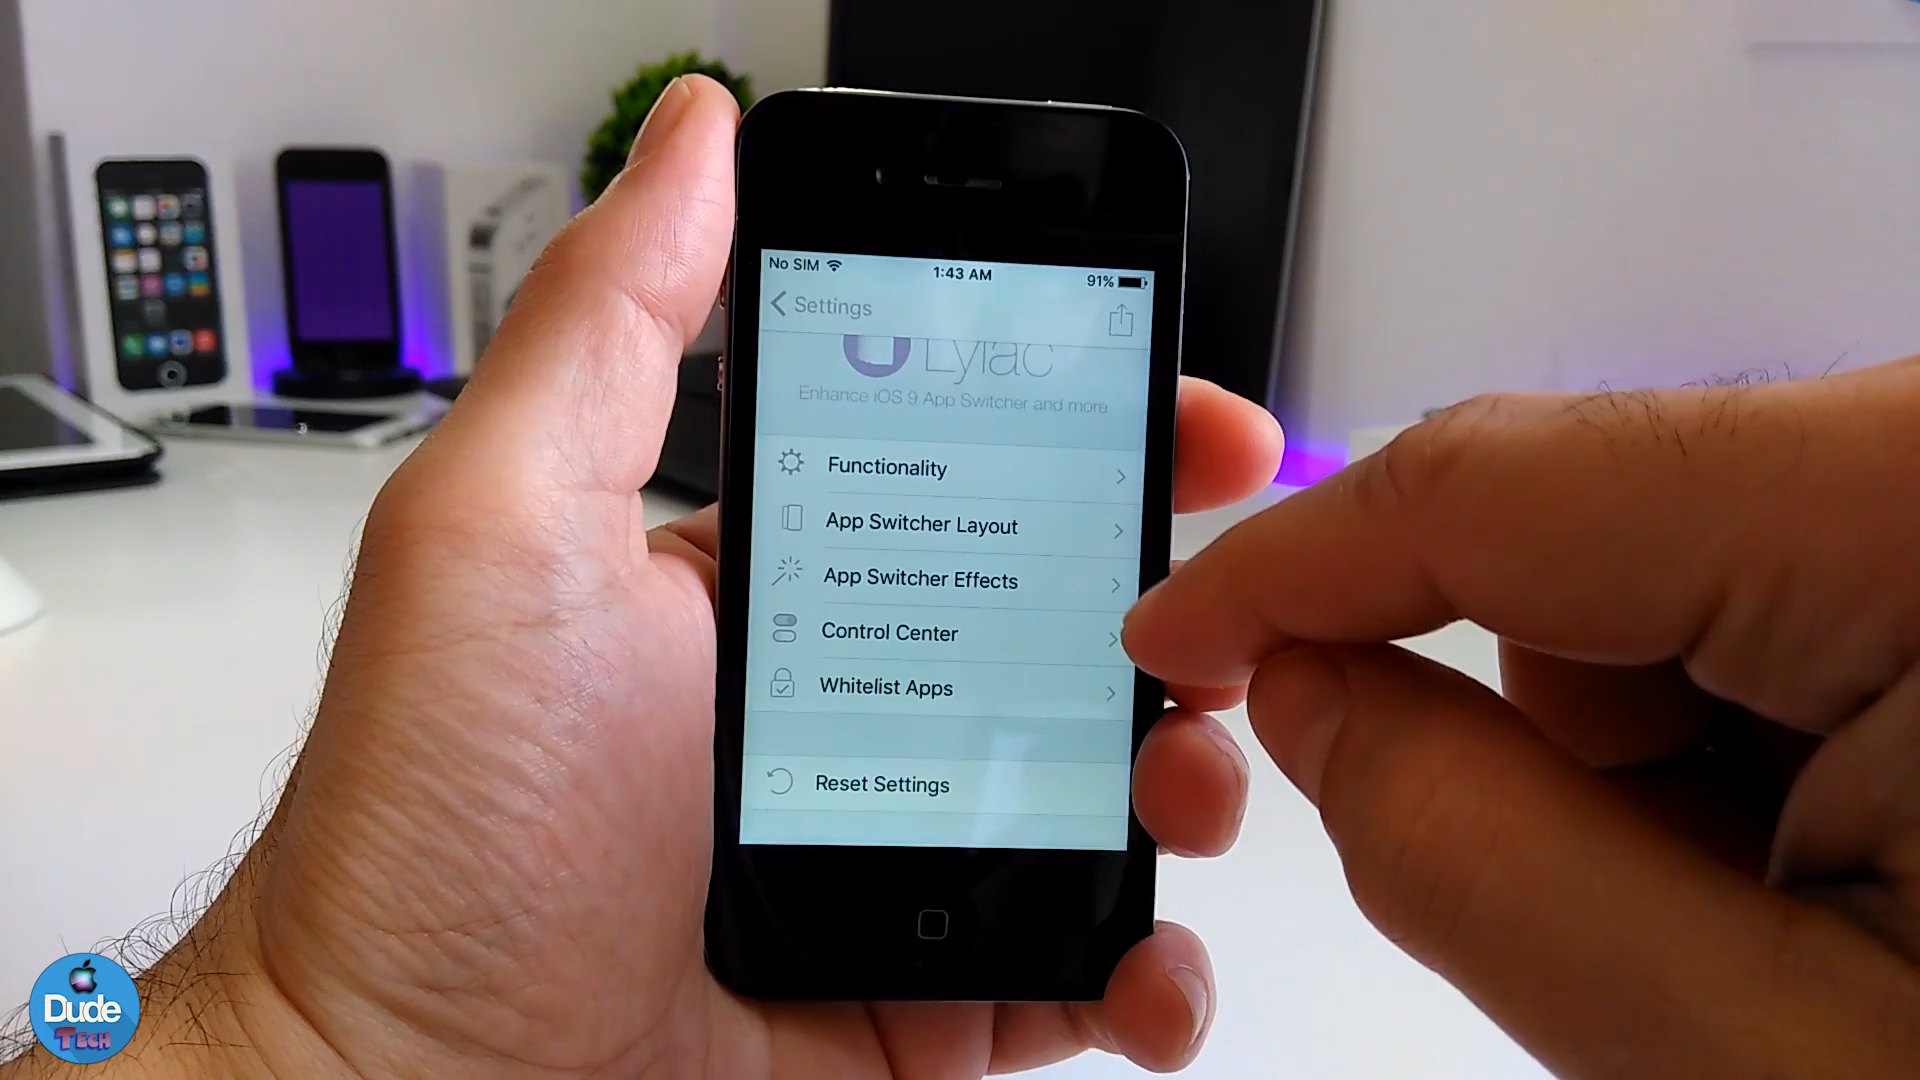 No SIM
1:43 AM
91%
Settings
Lylac
Enhance iOS 9 App Switcher and more
Functionality
App Switcher Layout
App Switcher Effects
Control Center
Whitelist Apps
Reset Settings
Dude
TECH